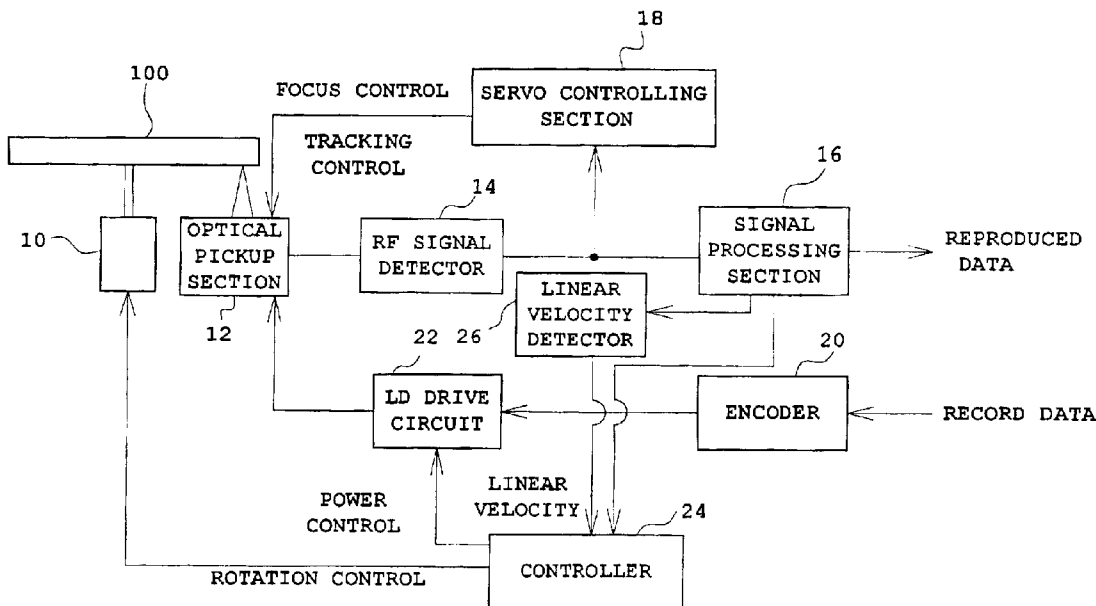 18
100
FOCUS CONTROL
SERVO CONTROLLING
SECTION
TRACKING
CONTROL
14
16
10
OPTICAL
PICKUP
SECTION
12
RF SIGNAL
DETECTOR
SIGNAL
PROCESSING
SECTION
REPRODUCED
DATA
26
LINEAR
VELOCITY
DETECTOR
22
20
LD DRIVE
CIRCUIT
ENCODER
RECORD DATA
POWER
CONTROL
LINEAR
VELOCITY
24
ROTATION CONTROL
CONTROLLER